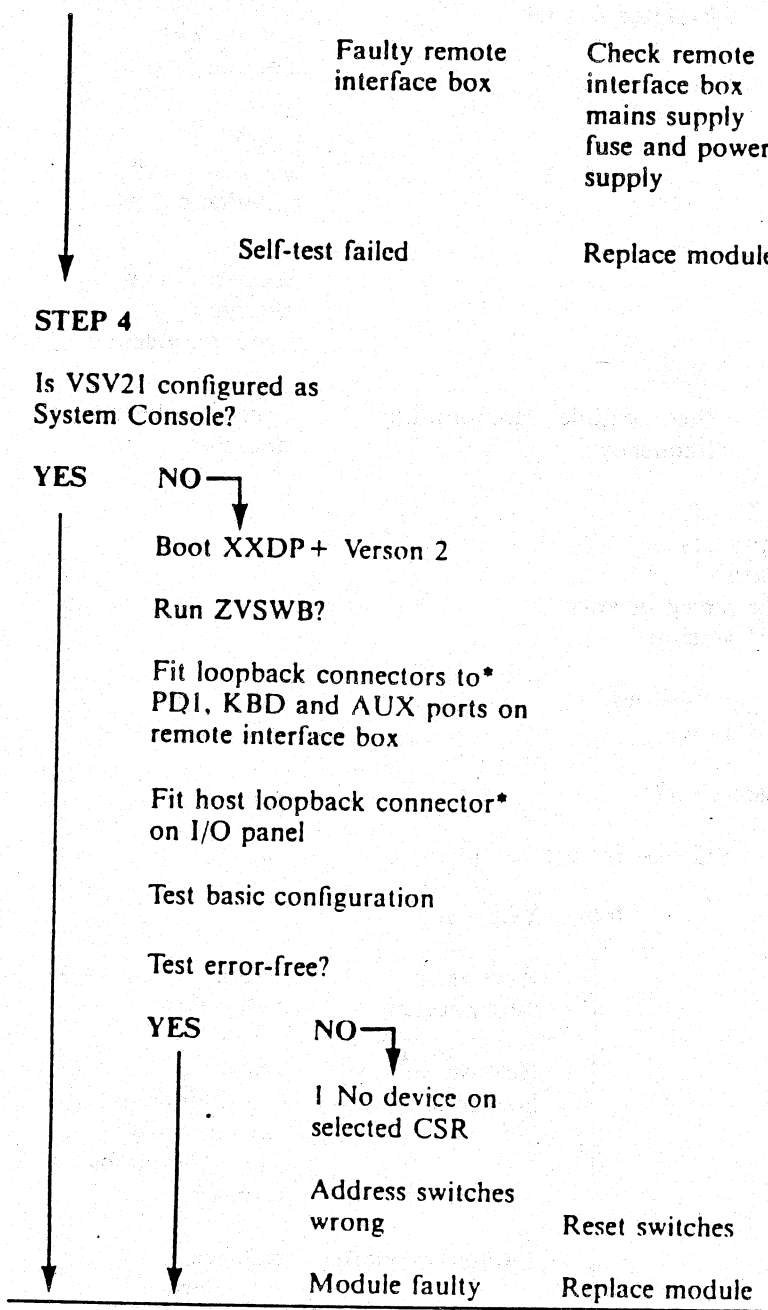 Faulty remote
interface box
Check remote
interface box
mains supply
fuse and power
supply
Self-test failed
Replace module
STEP 4
Is VSV21 configured as
System Console?
YES NO
Boot XXDP+ Verson 2
Run ZVSWB?
Fit loopback connectors to*
PD1, KBD and AUX ports on
remote interface box
Fit host loopback connector*
on I/O panel
Test basic configuration
Test error-free?
YES NO
1 No device on
selected CSR
Address switches
wrong
Reset switches
Module faulty
Replace module